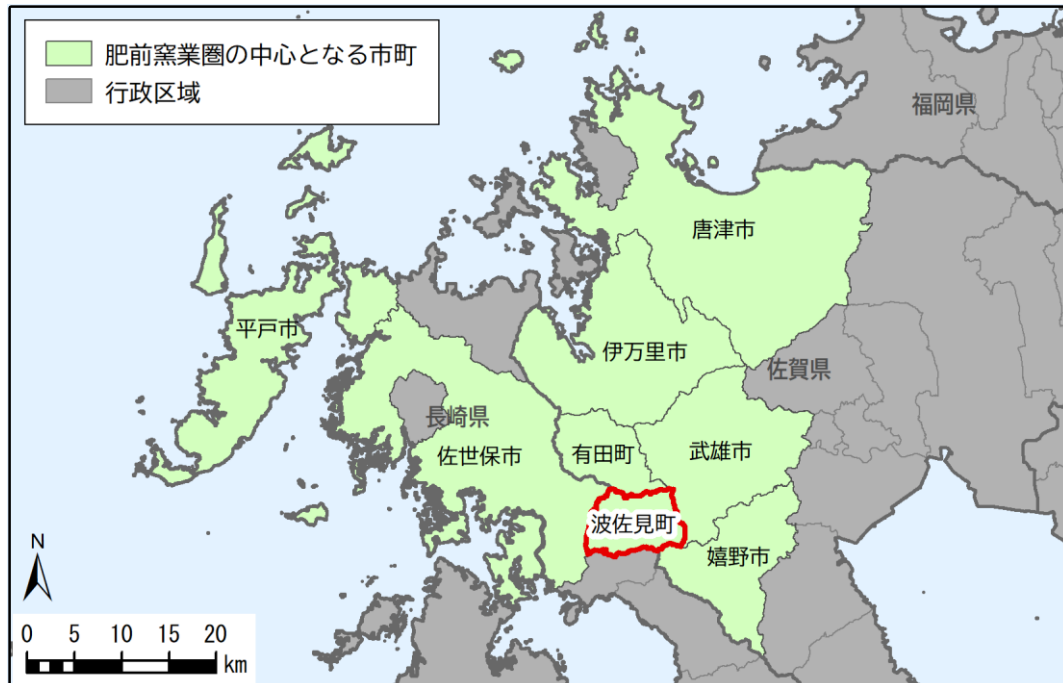 肥前窯業圏の中心となる市町
行政区域
福岡県
唐津市
平戸市
伊万里市
佐賀県
長崎県
佐世保市
有田町
武雄市
波佐見町
嬉野市
N
0 5 10 15 20
km